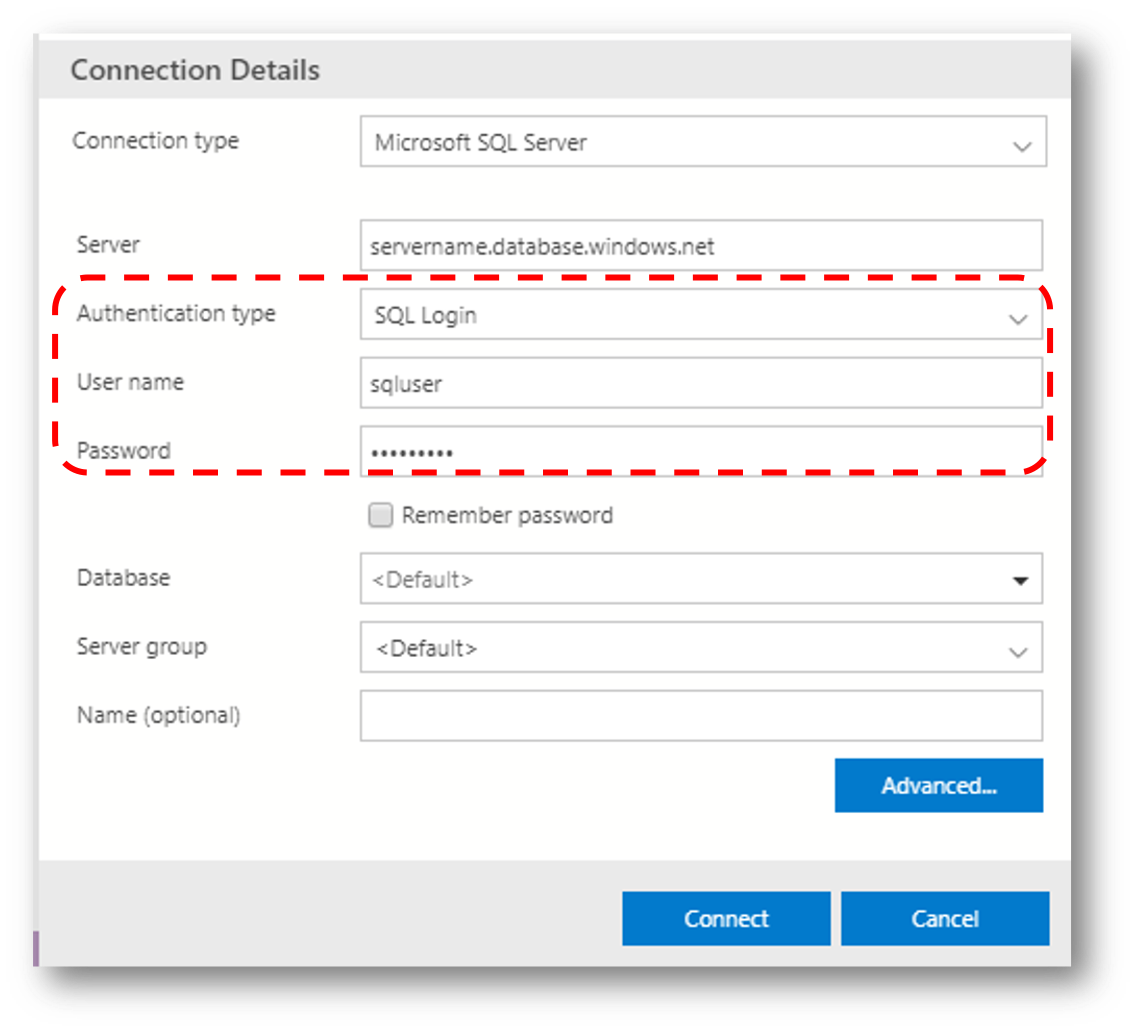 Connection Details
Connection type Microsoft SQL Server
Server servername.database.windows.net
Authentication type SQL Login
User name sqluser
Password •••••••••
Remember password
Database <Default>
Server group <Default>
Name (optional)
Advanced...
Connect Cancel